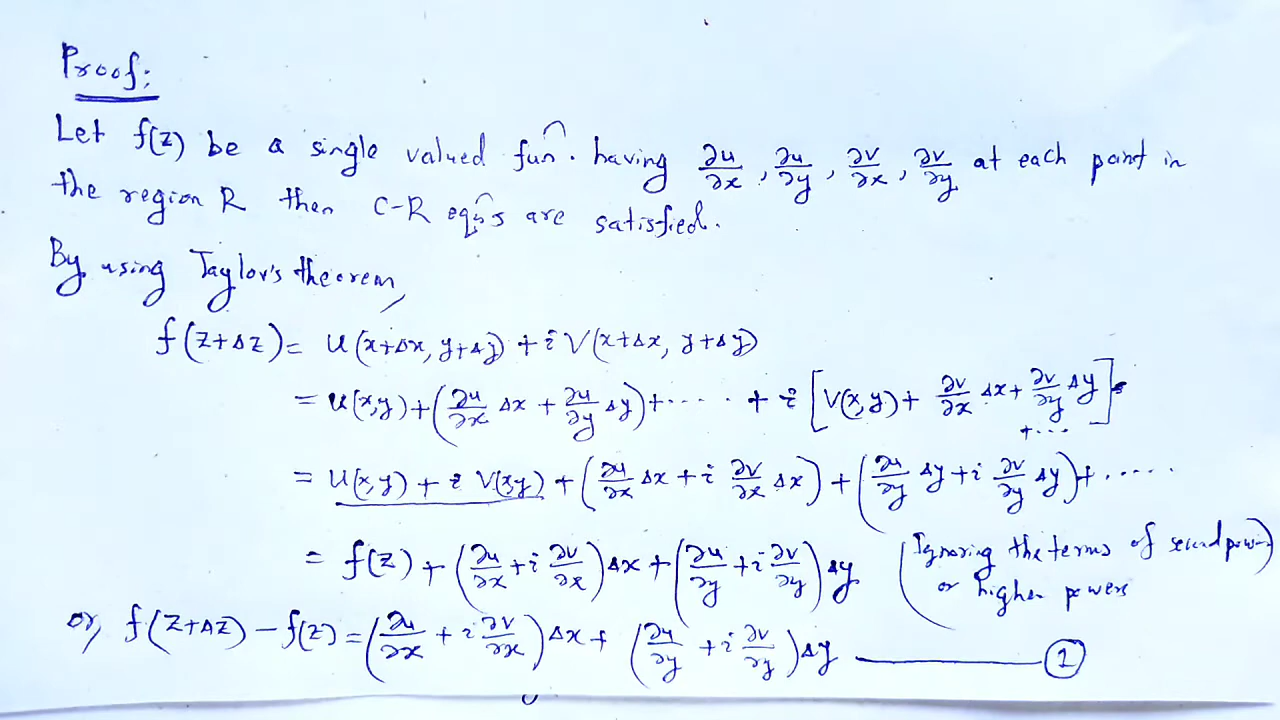 Proof:
Let f(z) be a single valued fun. having ∂u/∂x, ∂u/∂y, ∂v/∂x, ∂v/∂y at each point in
the region R then C-R eqns are satisfied.
By using Taylor's theorem,
f(z+Δz) = u(x+Δx, y+Δy) + i V(x+Δx, y+Δy)
= u(x,y) + (∂u/∂x Δx + ∂u/∂y Δy) + ..... + i [V(x,y) + ∂v/∂x Δx + ∂v/∂y Δy + ...]
= u(x,y) + i V(x,y) + (∂u/∂x Δx + i ∂v/∂x Δx) + (∂u/∂y Δy + i ∂v/∂y Δy) + .....
= f(z) + (∂u/∂x + i ∂v/∂x) Δx + (∂u/∂y + i ∂v/∂y) Δy (Ignoring the terms of second power)
or higher powers
or, f(z+Δz) - f(z) = (∂u/∂x + i ∂v/∂x) Δx + (∂u/∂y + i ∂v/∂y) Δy —— ①